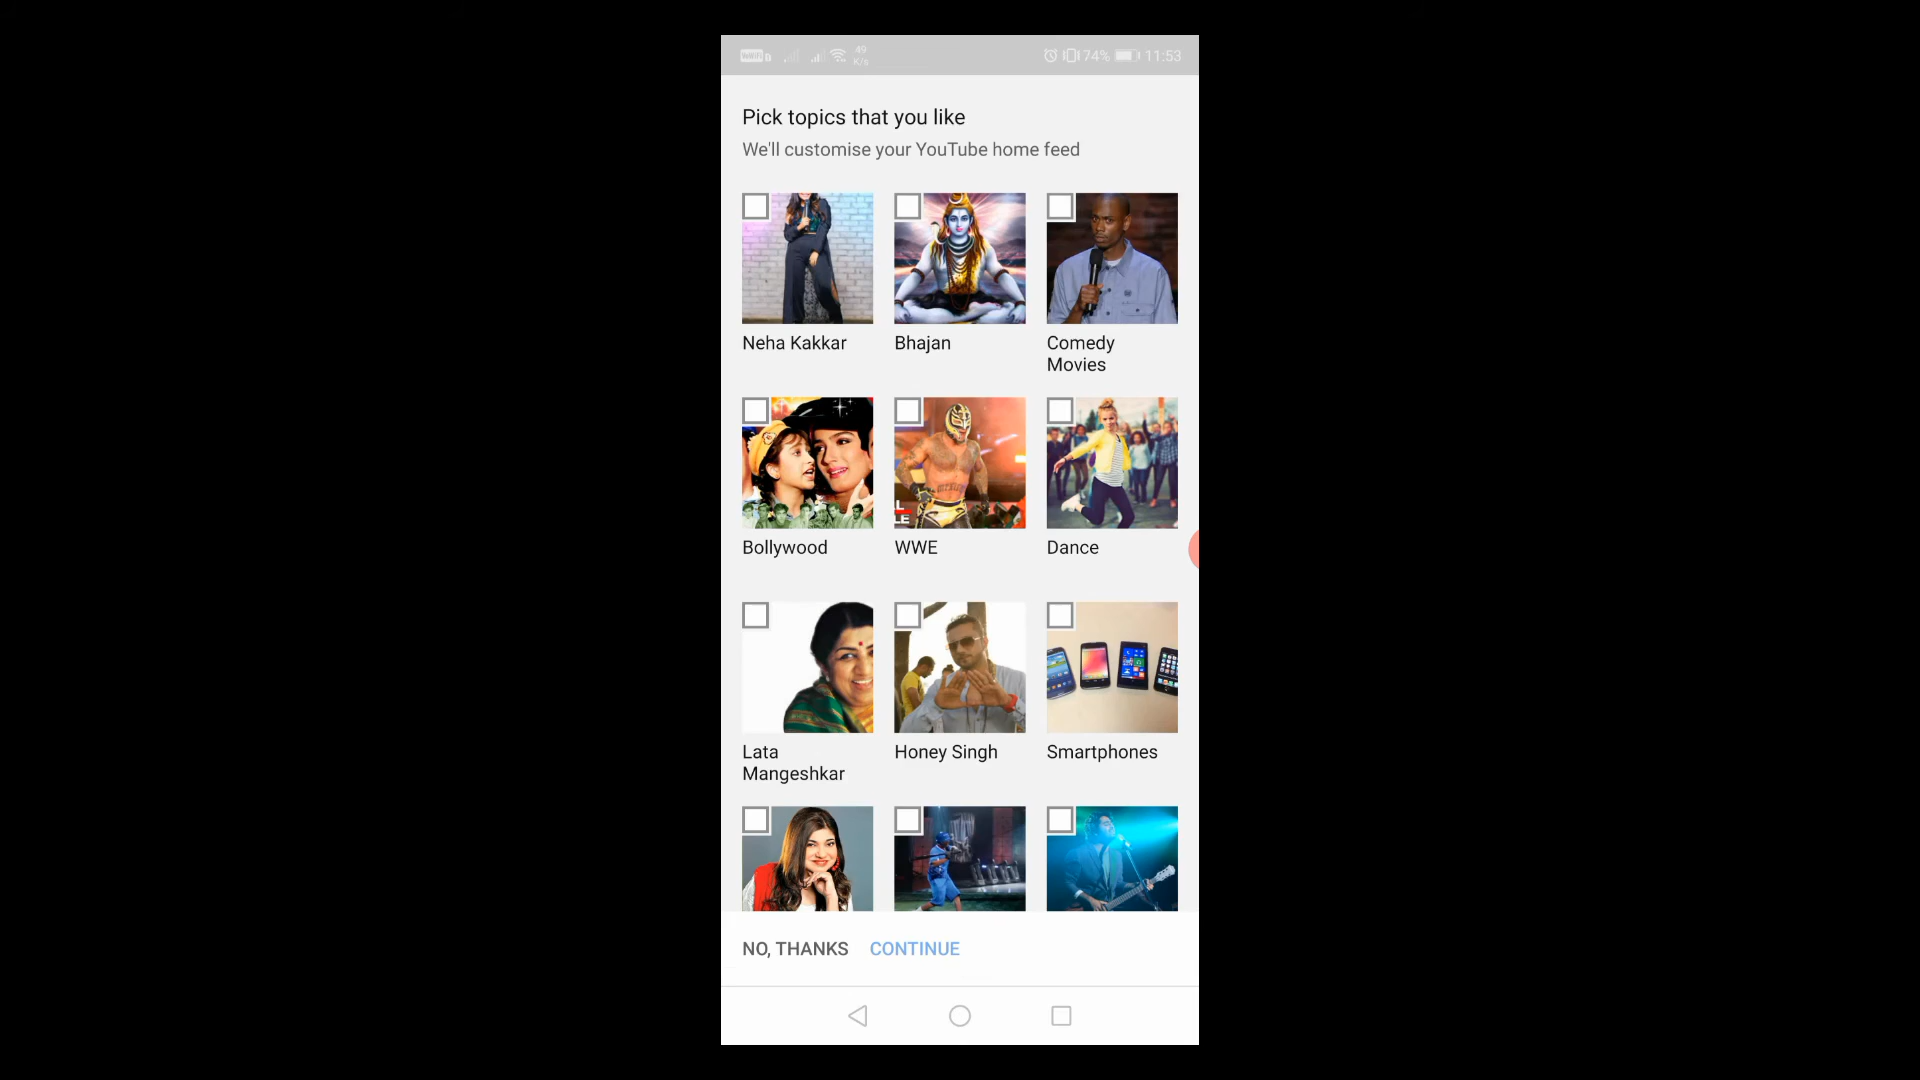 49
K/s
74%
11:53
Pick topics that you like
We'll customise your YouTube home feed
Neha Kakkar
Bhajan
Comedy
Movies
Bollywood
WWE
Dance
Lata
Mangeshkar
Honey Singh
Smartphones
NO, THANKS
CONTINUE